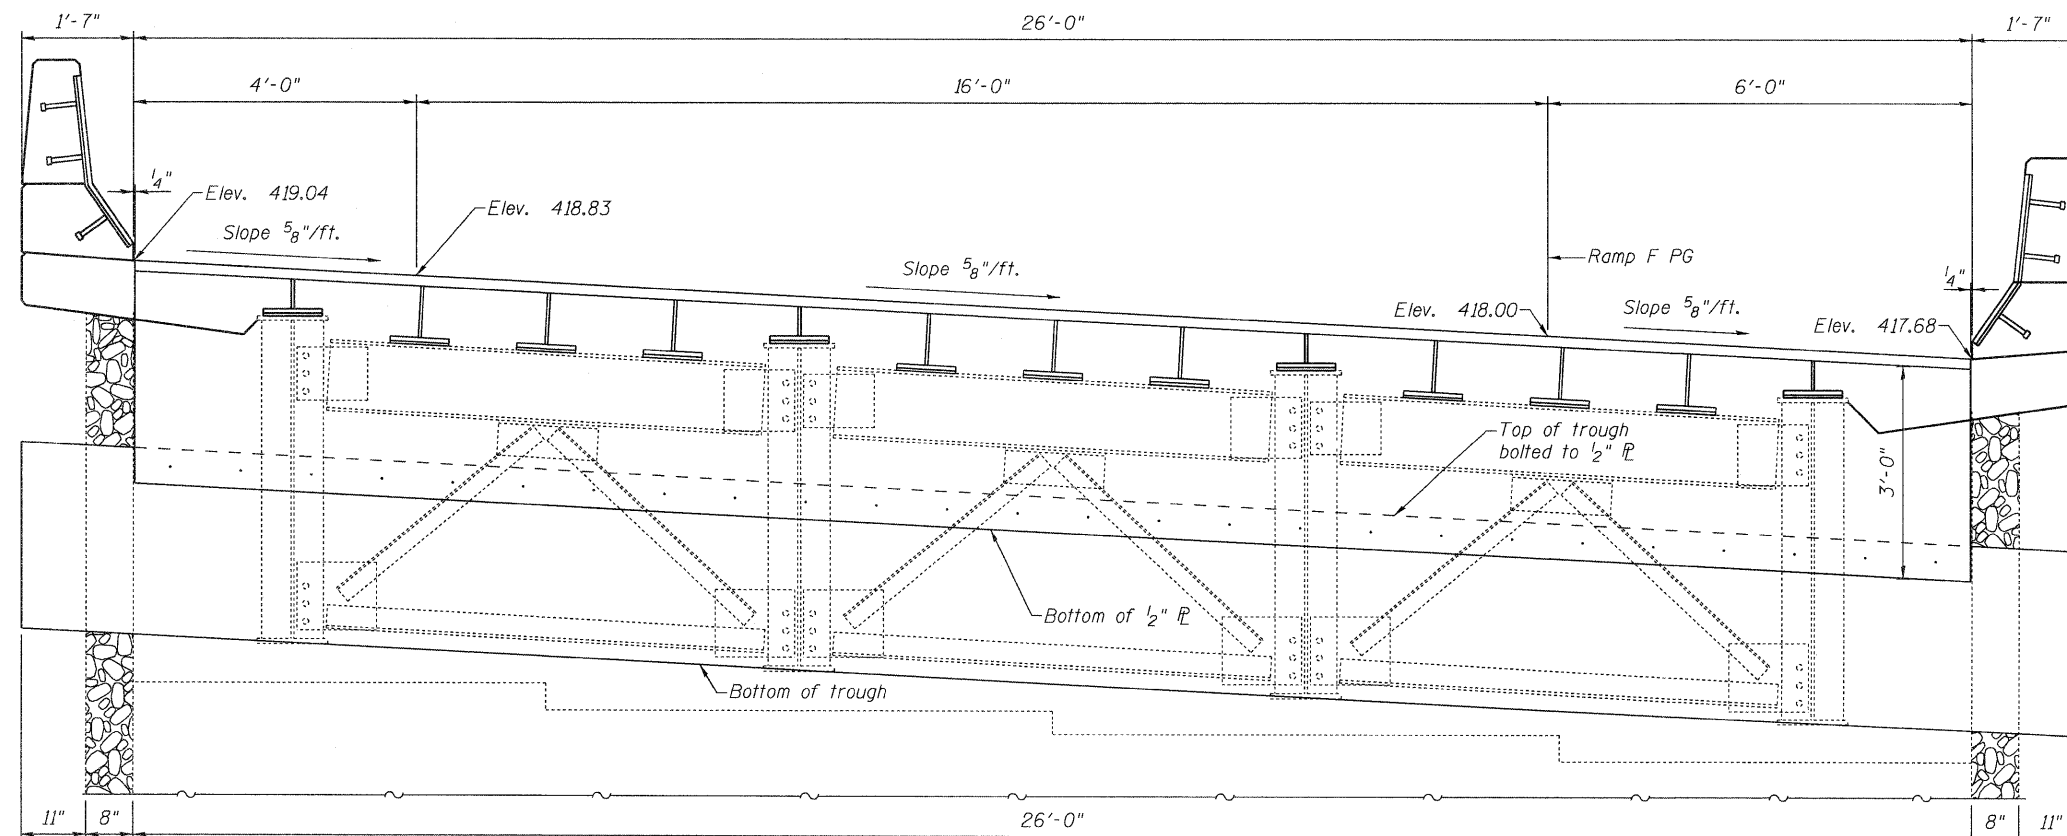 1'-7"
26'-0"
1'-7"
4'-0"
16'-0"
6'-0"
1/4"
Elev. 419.04
Elev. 418.83
Slope 5/8"/ft.
Slope 5/8"/ft.
Ramp F PG
1/4"
Elev. 418.00
Slope 5/8"/ft.
Elev. 417.68
Top of trough
bolted to 1/2" ℄
3'-0"
Bottom of 1/2" PL
Bottom of trough
11"
8"
26'-0"
8"
11"